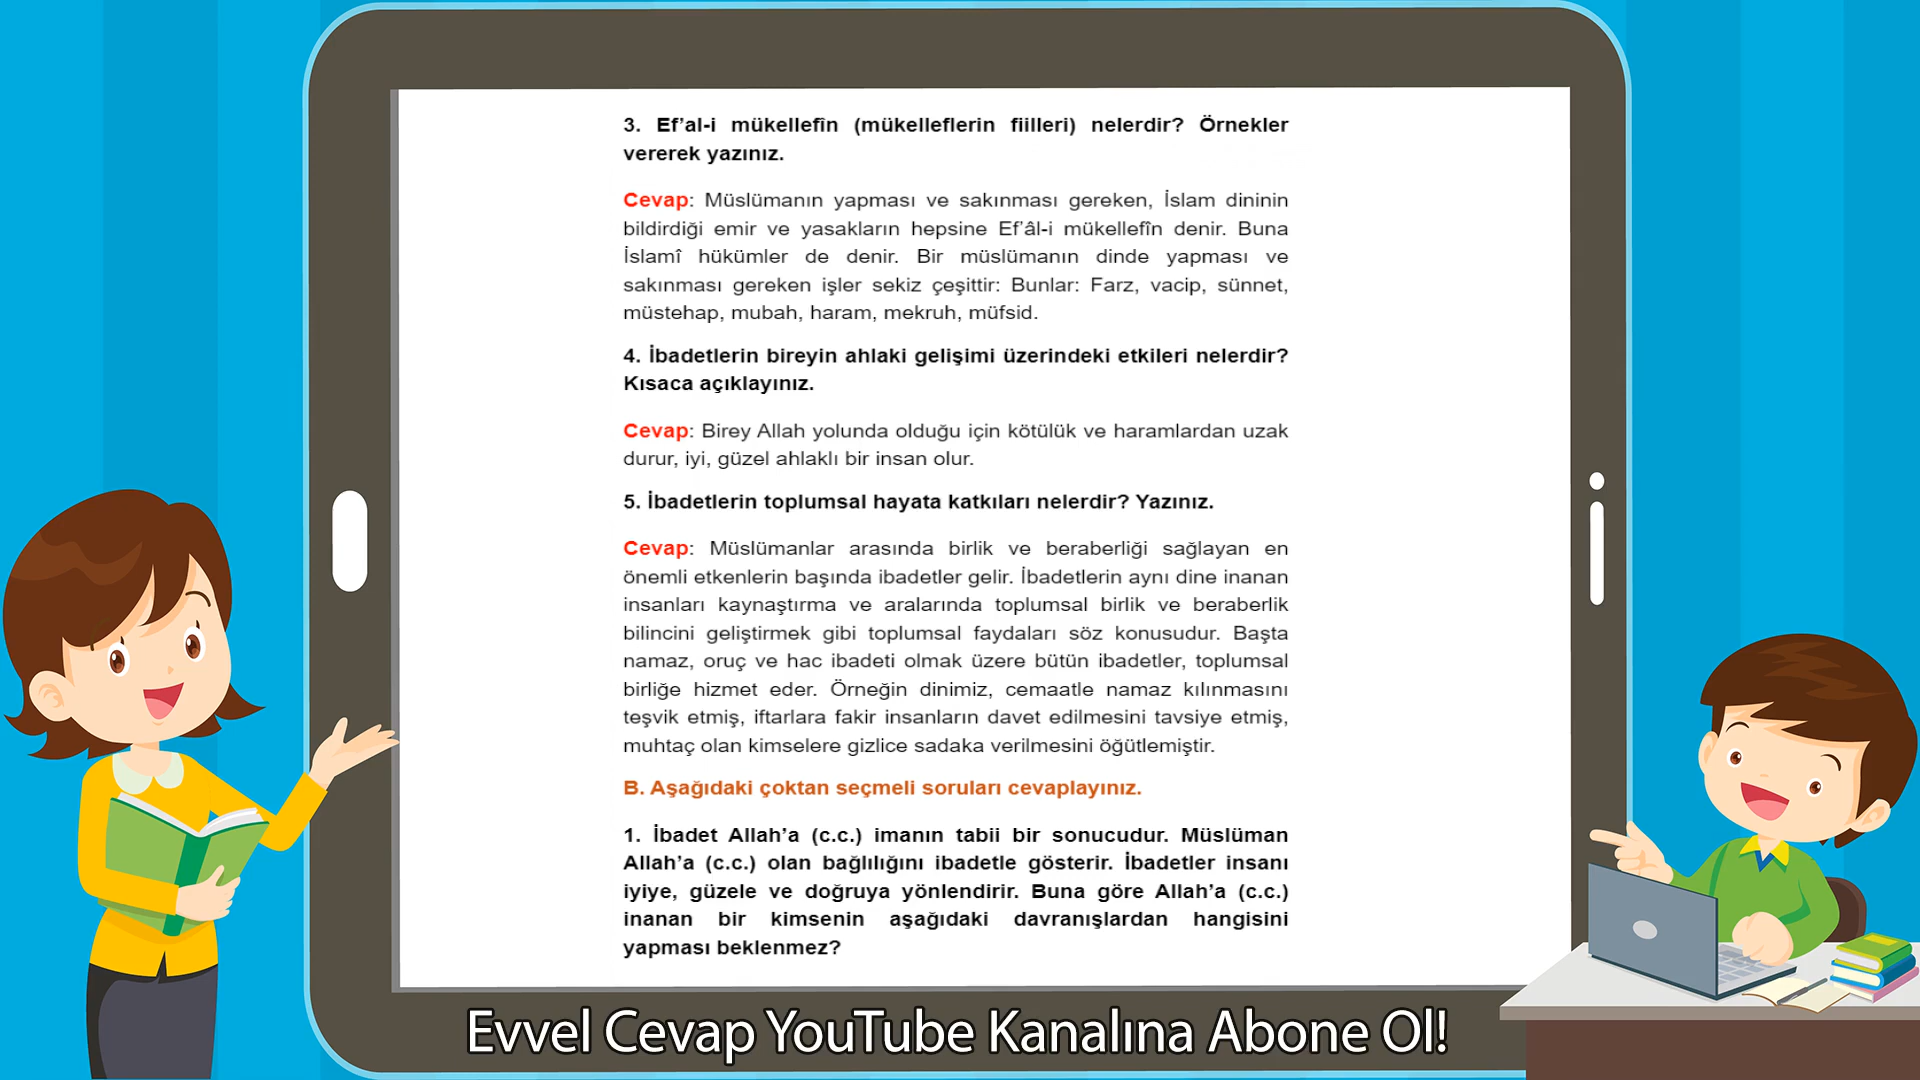 3. Ef’al-i mükellefîn (mükelleflerin fiilleri) nelerdir? Örnekler
vererek yazınız.
Cevap: Müslümanın yapması ve sakınması gereken, İslam dininin
bildirdiği emir ve yasakların hepsine Ef’âl-i mükellefîn denir. Buna
İslamî hükümler de denir. Bir müslümanın dinde yapması ve
sakınması gereken işler sekiz çeşittir: Bunlar: Farz, vacip, sünnet,
müstehap, mubah, haram, mekruh, müfsid.
4. İbadetlerin bireyin ahlaki gelişimi üzerindeki etkileri nelerdir?
Kısaca açıklayınız.
Cevap: Birey Allah yolunda olduğu için kötülük ve haramlardan uzak
durur, iyi, güzel ahlaklı bir insan olur.
5. İbadetlerin toplumsal hayata katkıları nelerdir? Yazınız.
Cevap: Müslümanlar arasında birlik ve beraberliği sağlayan en
önemli etkenlerin başında ibadetler gelir. İbadetlerin aynı dine inanan
insanları kaynaştırma ve aralarında toplumsal birlik ve beraberlik
bilincini geliştirmek gibi toplumsal faydaları söz konusudur. Başta
namaz, oruç ve hac ibadeti olmak üzere bütün ibadetler, toplumsal
birliğe hizmet eder. Örneğin dinimiz, cemaatle namaz kılınmasını
teşvik etmiş, iftarlara fakir insanların davet edilmesini tavsiye etmiş,
muhtaç olan kimselere gizlice sadaka verilmesini öğütlemiştir.
B. Aşağıdaki çoktan seçmeli soruları cevaplayınız.
1. İbadet Allah’a (c.c.) imanın tabii bir sonucudur. Müslüman
Allah’a (c.c.) olan bağlılığını ibadetle gösterir. İbadetler insanı
iyiye, güzele ve doğruya yönlendirir. Buna göre Allah’a (c.c.)
inanan bir kimsenin aşağıdaki davranışlardan hangisini
yapması beklenmez?
Evvel Cevap YouTube Kanalına Abone Ol!